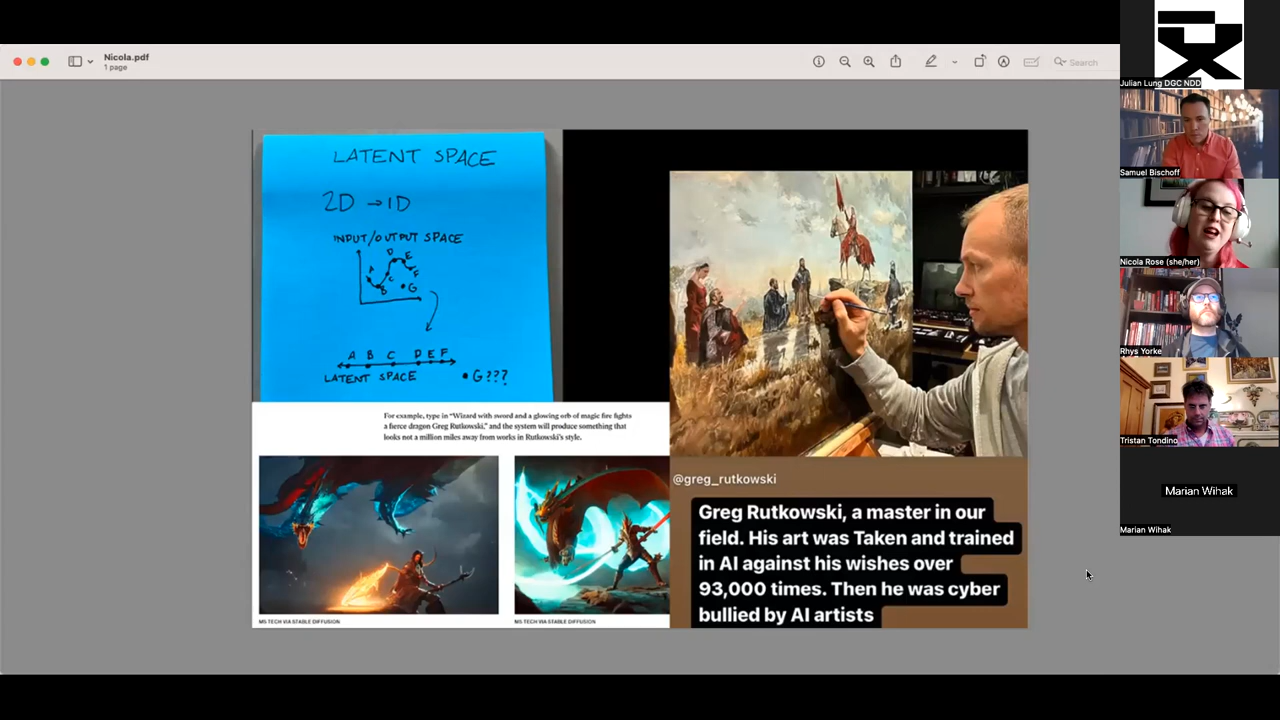 Nicola.pdf
1 page
Search
LATENT SPACE
2D → 1D
INPUT/OUTPUT SPACE
D E
A C F
B G
A B C D E F
LATENT SPACE • G???
For example, type in "Wizard with sword and a glowing orb of magic fire fights
a fierce dragon Greg Rutkowski," and the system will produce something that
looks not a million miles away from works in Rutkowski's style.
MS TECH VIA STABLE DIFFUSION
MS TECH VIA STABLE DIFFUSION
@greg_rutkowski
Greg Rutkowski, a master in our
field. His art was Taken and trained
in AI against his wishes over
93,000 times. Then he was cyber
bullied by AI artists
Julian Lung DGC NDD
Samuel Bischoff
Nicola Rose (she/her)
Rhys Yorke
Tristan Tondino
Marian Wihak
Marian Wihak